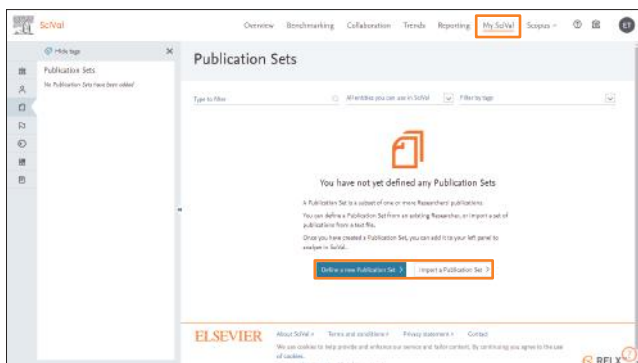 SciVal
Overview Benchmarking Collaboration Trends Reporting My SciVal Scopus ET
Hide tags
Publication Sets
No Publication Sets have been added
Publication Sets
Type to filter
All entities you can use in SciVal
Filter by tags
You have not yet defined any Publication Sets
A Publication Set is a subset of one or more Researchers' publications.
You can define a Publication Set from an existing Researcher, or import a set of
publications from a text file.
Once you have created a Publication Set, you can add it to your left panel to
analyze in SciVal.
Define a new Publication Set
Import a Publication Set
ELSEVIER
About SciVal Terms and conditions Privacy statement Contact
We use cookies to help provide and enhance our service and tailor content. By continuing you agree to the use
of cookies.
RELX